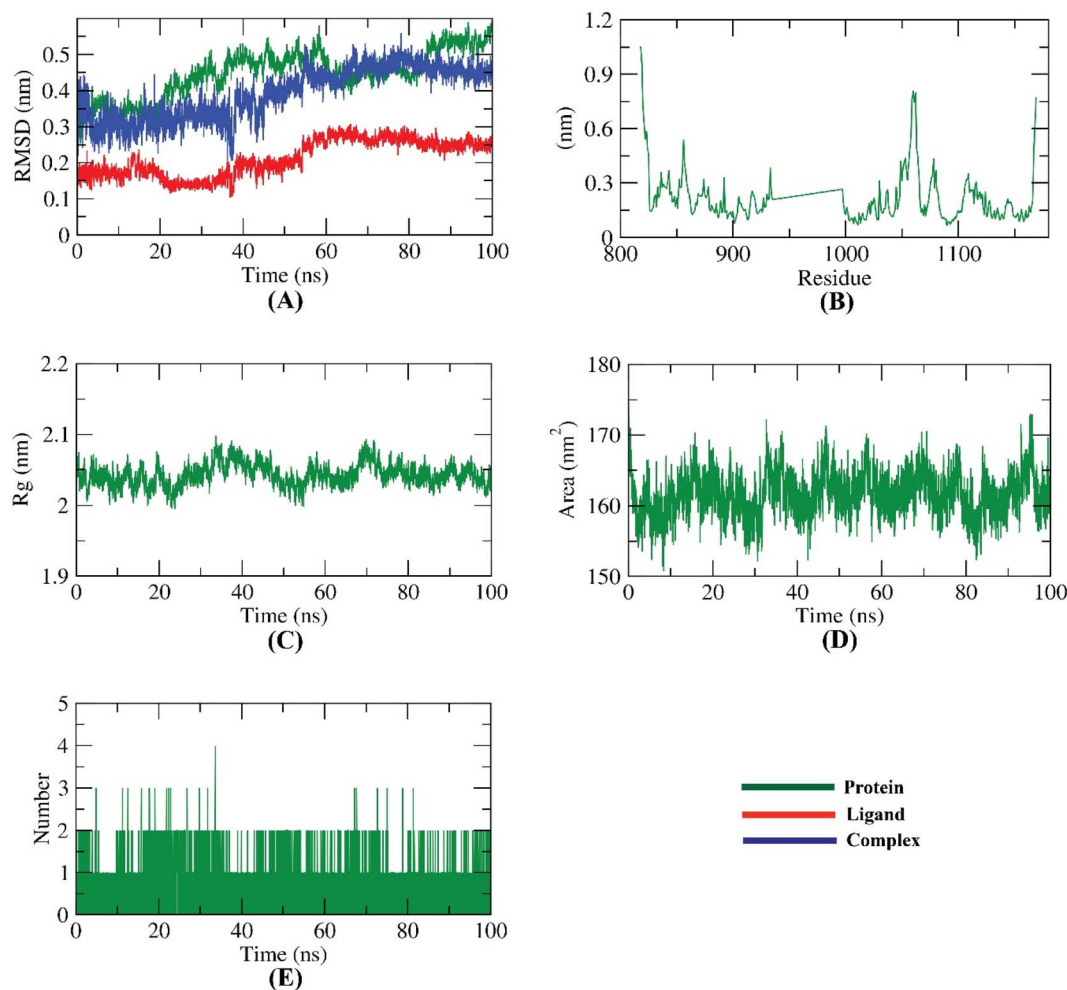 0.5
0.4
0.3
0.2
0.1
0
RMSD (nm)
0 20 40 60 80 100
Time (ns)
(A)
1.2
0.9
0.6
0.3
0
(nm)
800 900 1000 1100
Residue
(B)
2.2
2.1
2
1.9
Rg (nm)
0 20 40 60 80 100
Time (ns)
(C)
180
170
160
150
Area (nm²)
0 20 40 60 80 100
Time (ns)
(D)
5
4
3
2
1
0
Number
0 20 40 60 80 100
Time (ns)
(E)
Protein
Ligand
Complex